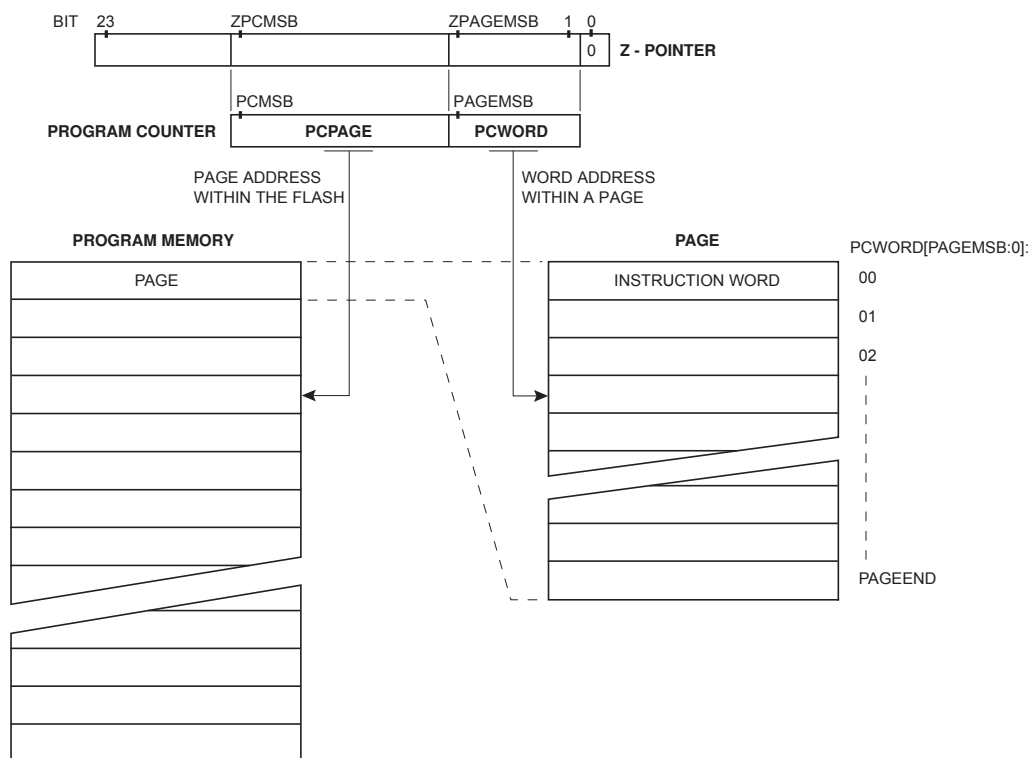 BIT 23 ZPCMSB ZPAGEMSB 1 0
0 Z - POINTER
PCMSB PAGEMSB
PROGRAM COUNTER PCPAGE PCWORD
PAGE ADDRESS
WITHIN THE FLASH
WORD ADDRESS
WITHIN A PAGE
PROGRAM MEMORY
PAGE
PAGE
INSTRUCTION WORD
PCWORD[PAGEMSB:0]:
00
01
02
PAGEEND